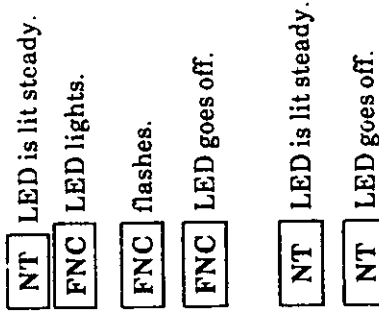 NT LED is lit steady.
FNC LED lights.
FNC flashes.
FNC LED goes off.
NT LED is lit steady.
NT LED goes off.